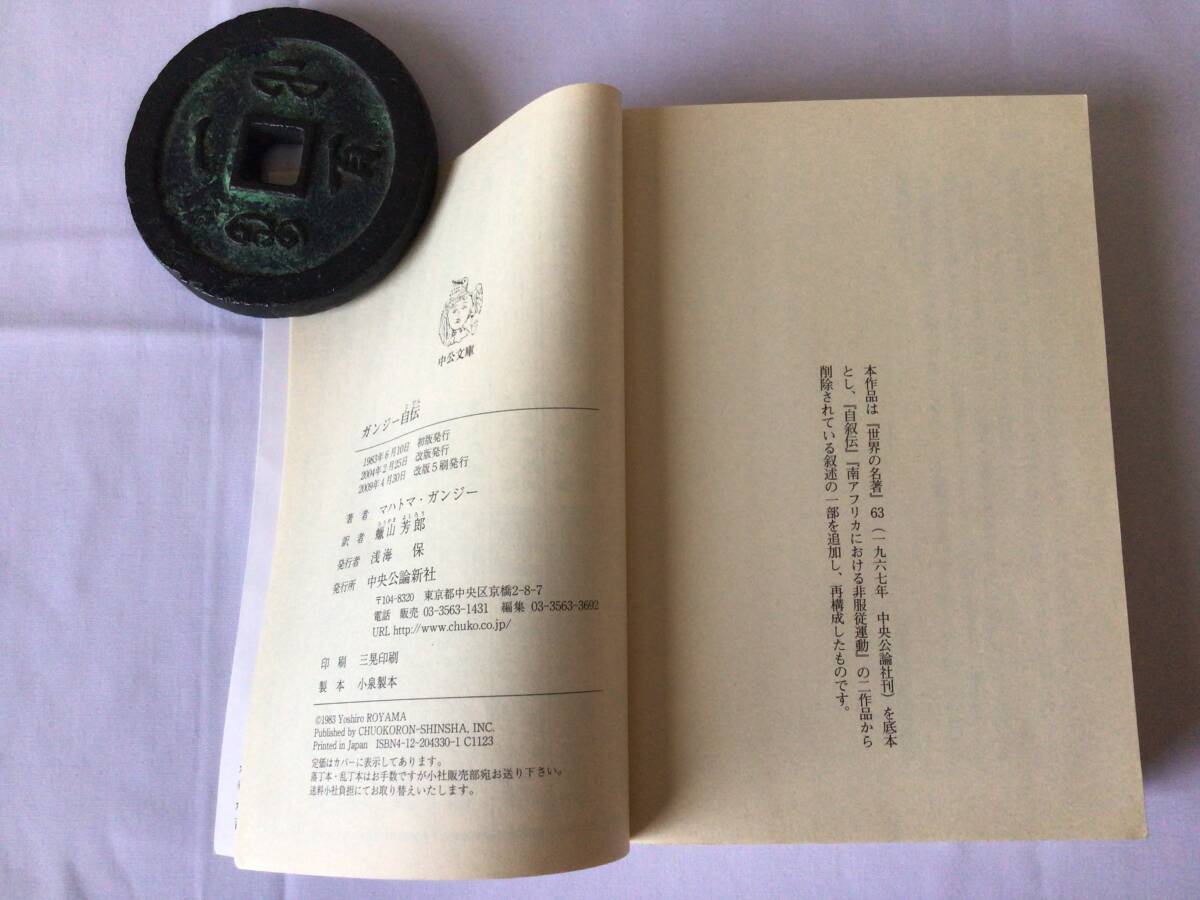 本作品は『世界の名著』63(一九六七年 中央公論社刊)を底本
とし、『自叙伝』『南アフリカにおける非服従運動』の二作品から
削除されている叙述の一部を追加し、再構成したものです。
中公文庫
ガンジー自伝
1983年6月10日 初版発行
2004年2月25日 改版発行
2009年4月30日 改版5刷発行
著者 マハトマ・ガンジー
訳者 蠟山芳郎
発行者 浅海 保
発行所 中央公論新社
〒104-8320 東京都中央区京橋2-8-7
電話 販売 03-3563-1431 編集 03-3563-3692
URL http://www.chuko.co.jp/
印刷 三晃印刷
製本 小泉製本
©1983 Yoshiro ROYAMA
Published by CHUOKORON-SHINSHA, INC.
Printed in Japan ISBN4-12-204330-1 C1123
定価はカバーに表示してあります。
落丁本・乱丁本はお手数ですが小社販売部宛お送り下さい。
送料小社負担にてお取り替えいたします。